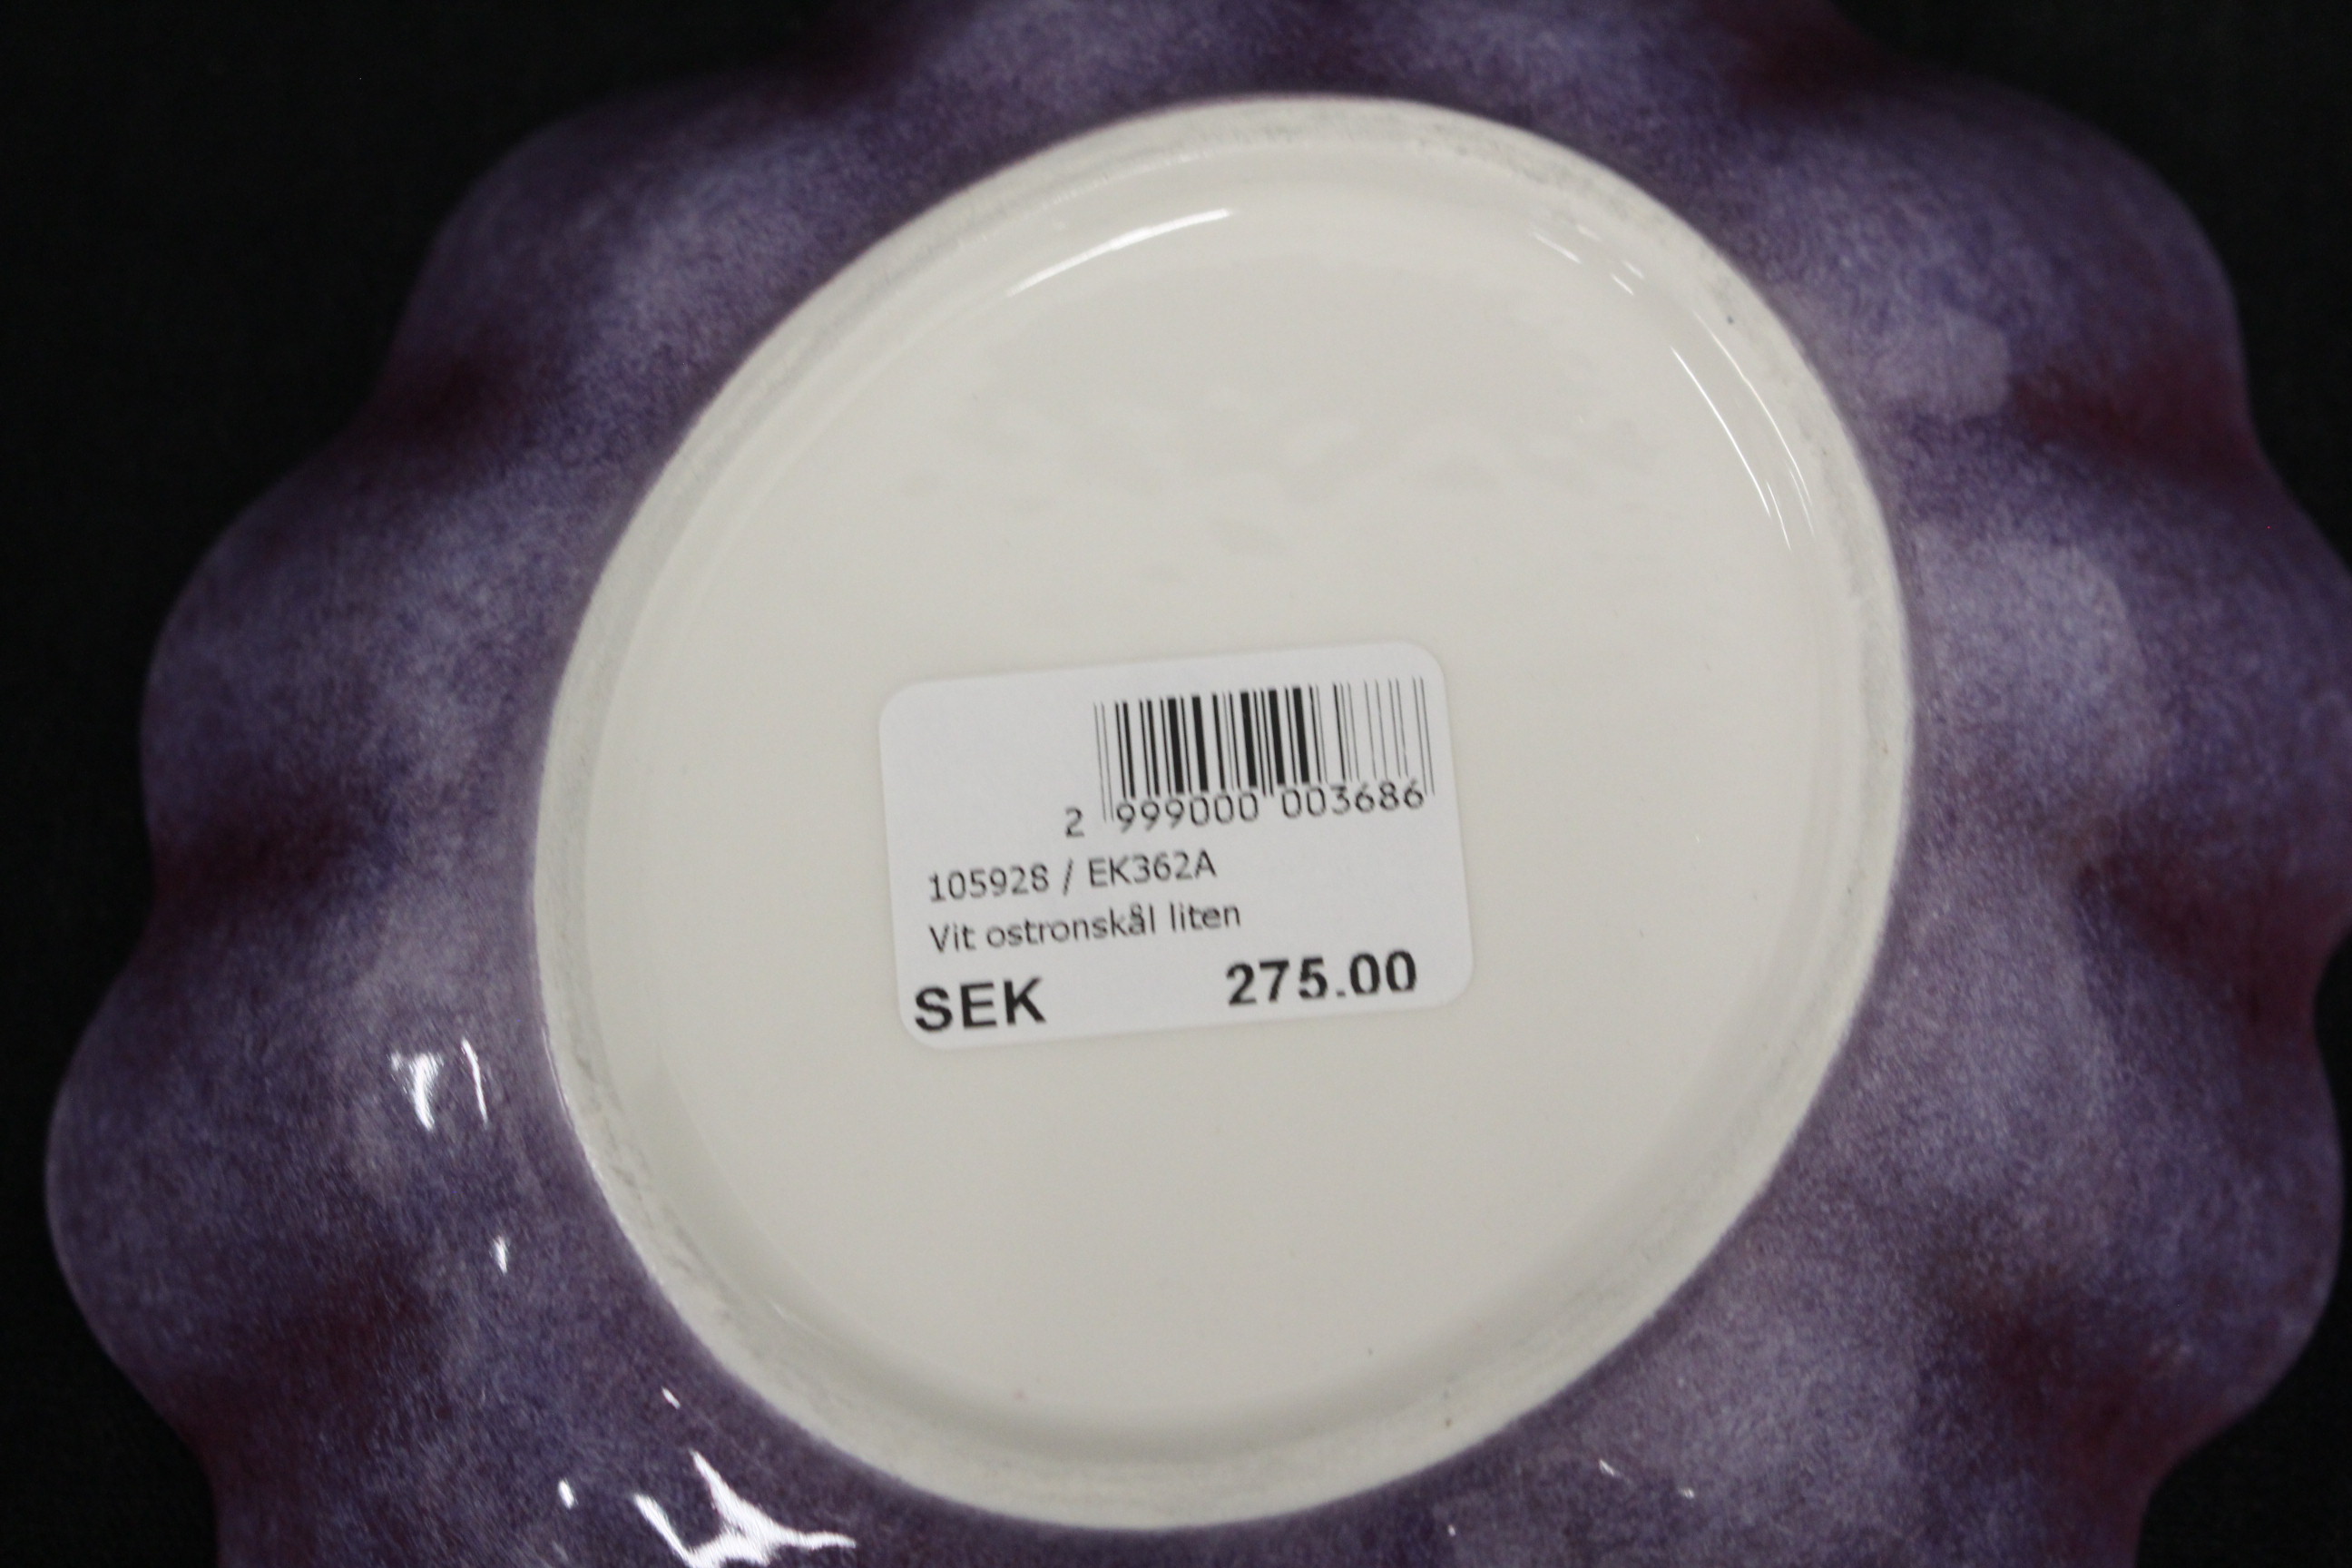 2 999000 003686
105928 / EK362A
Vit ostronskål liten
SEK 275.00